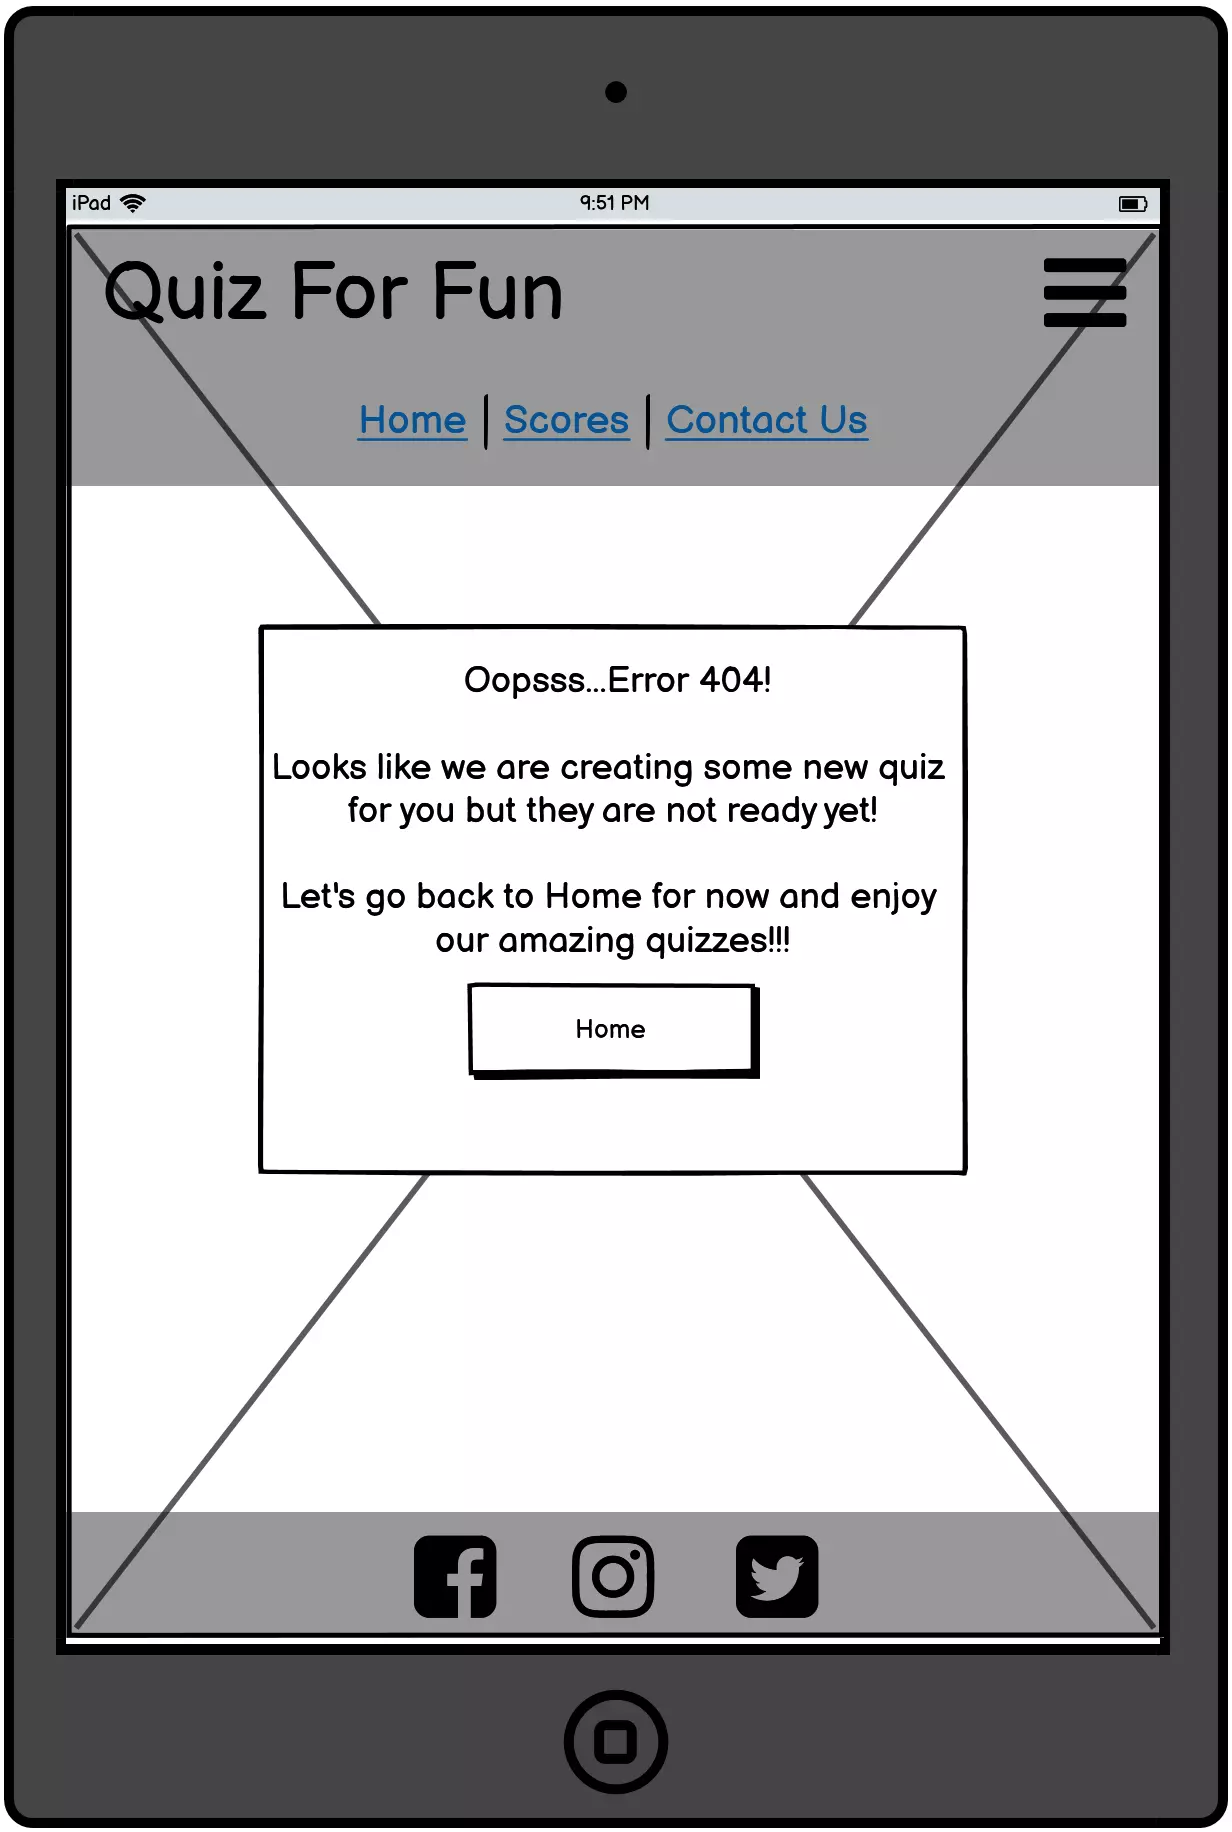 iPad 9:51 PM
Quiz For Fun
Home | Scores | Contact Us
Oopsss...Error 404!
Looks like we are creating some new quiz
for you but they are not ready yet!
Let's go back to Home for now and enjoy
our amazing quizzes!!!
Home